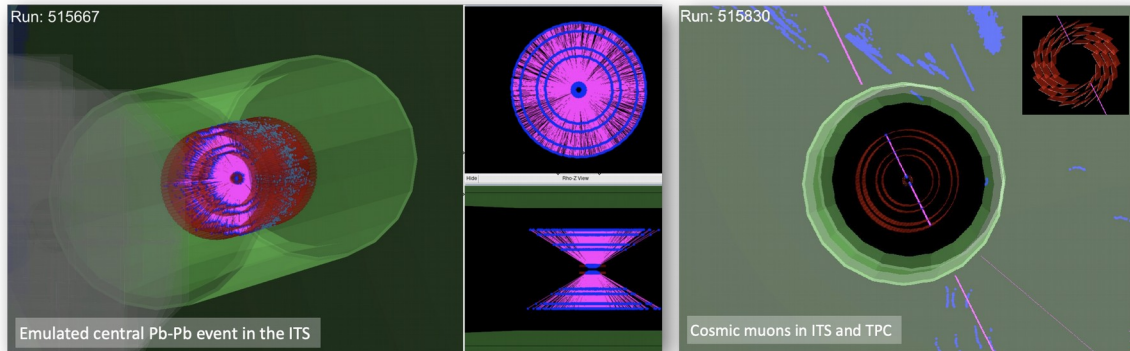 Run: 515667
Hide
Rho-Z View
Emulated central Pb-Pb event in the ITS
Run: 515830
Cosmic muons in ITS and TPC